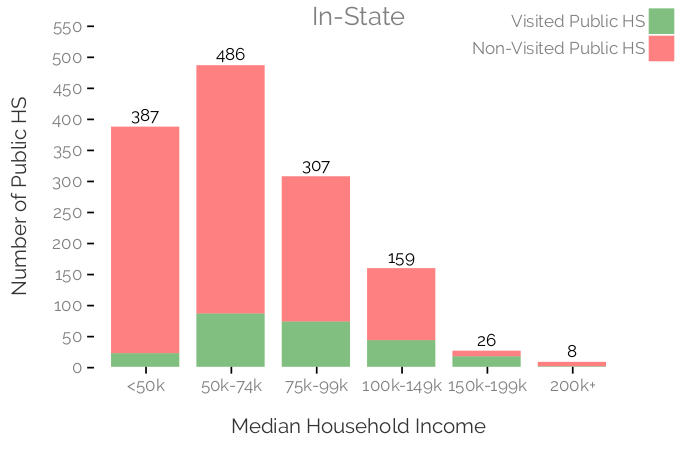 In-State
Visited Public HS
Non-Visited Public HS
Number of Public HS
550
500
450
400
350
300
250
200
150
100
50
0
387
486
307
159
26
8
<50k
50k-74k
75k-99k
100k-149k
150k-199k
200k+
Median Household Income